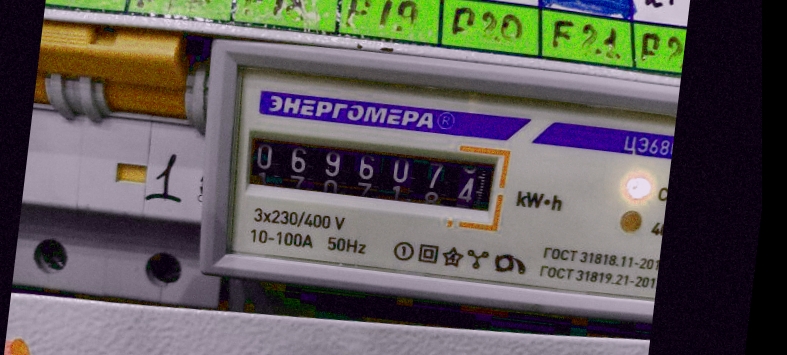 F19 P20 F21
ЭНЕРГОМЕРА®
ЦЭ68
0696074
kW•h
1
3x230/400 V
10-100A 50Hz
ГОСТ 31818.11-201
ГОСТ 31819.21-201